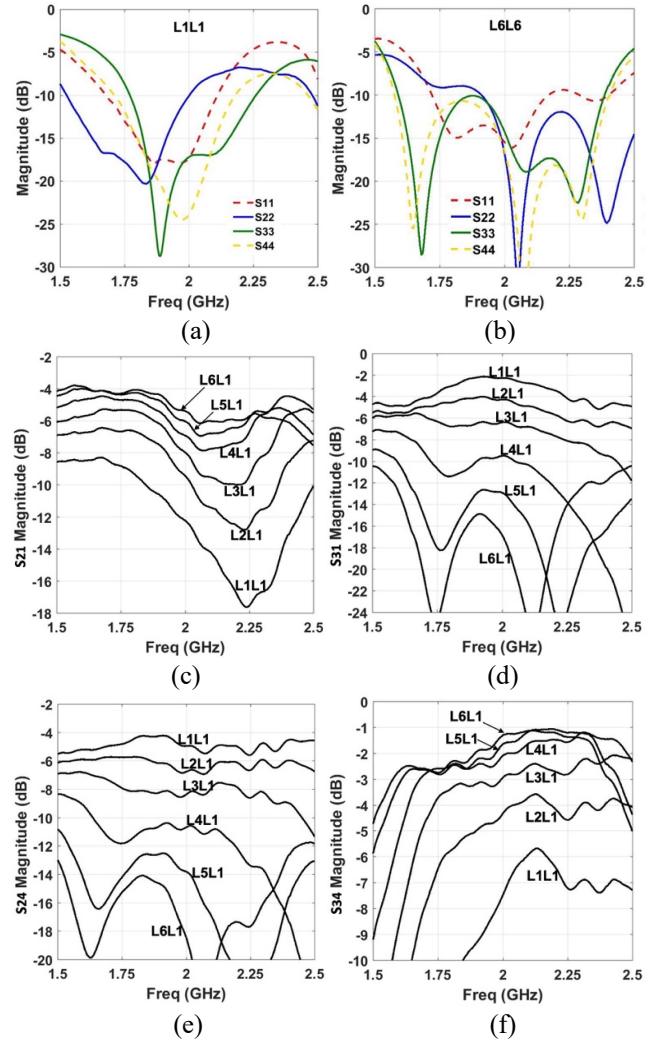 L1L1
Magnitude (dB)
0
-5
-10
-15
-20
-25
-30
S11
S22
S33
S44
1.5
1.75
2
2.25
2.5
Freq (GHz)
(a)
L6L6
Magnitude (dB)
0
-5
-10
-15
-20
-25
-30
S11
S22
S33
S44
1.5
1.75
2
2.25
2.5
Freq (GHz)
(b)
S21 Magnitude (dB)
-2
-4
-6
-8
-10
-12
-14
-16
-18
L6L1
L5L1
L4L1
L3L1
L2L1
L1L1
1.5
1.75
2
2.25
2.5
Freq (GHz)
(c)
S31 Magnitude (dB)
0
-2
-4
-6
-8
-10
-12
-14
-16
-18
-20
-22
-24
L1L1
L2L1
L3L1
L4L1
L5L1
L6L1
1.5
1.75
2
2.25
2.5
Freq (GHz)
(d)
S24 Magnitude (dB)
-2
-4
-6
-8
-10
-12
-14
-16
-18
-20
L1L1
L2L1
L3L1
L4L1
L5L1
L6L1
1.5
1.75
2
2.25
2.5
Freq (GHz)
(e)
S34 Magnitude (dB)
0
-1
-2
-3
-4
-5
-6
-7
-8
-9
-10
L6L1
L5L1
L4L1
L3L1
L2L1
L1L1
1.5
1.75
2
2.25
2.5
Freq (GHz)
(f)